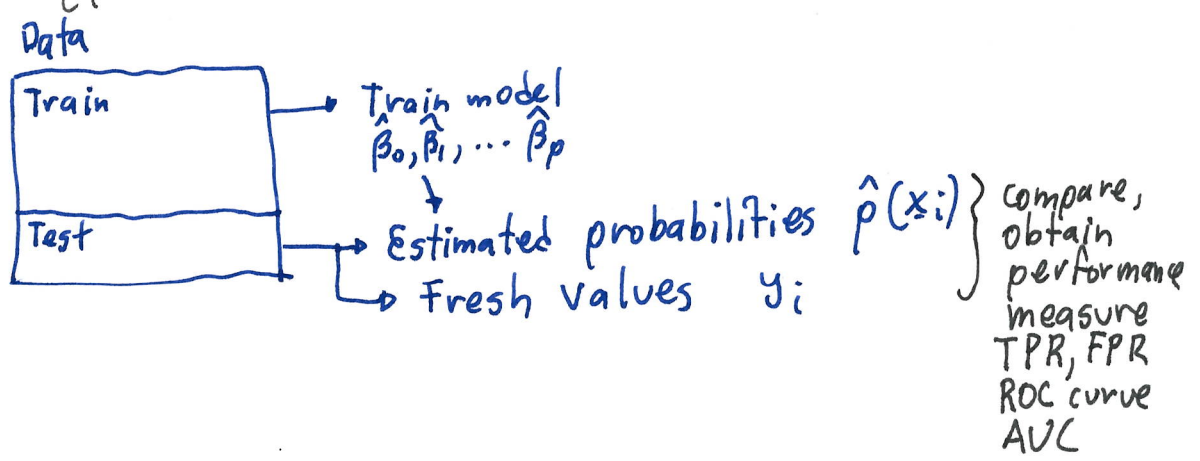 Data
Train
Train model
β̂₀, β̂₁, ... β̂ₚ
Test
Estimated probabilities p̂(xᵢ)
Fresh values yᵢ
compare,
obtain
performance
measure
TPR, FPR
ROC curve
AUC